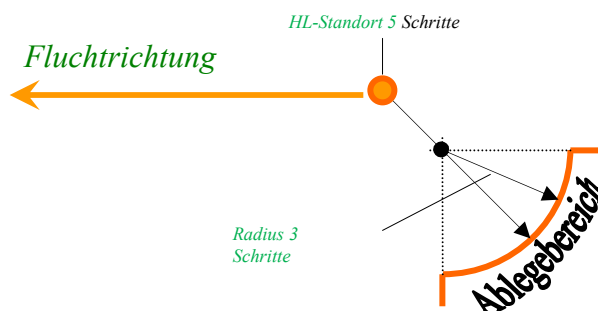 HL-Standort 5 Schritte
Fluchtrichtung
Radius 3
Schritte
Ablegebereich